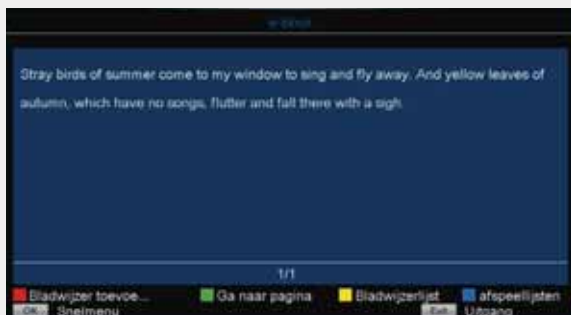 e-book
Stray birds of summer come to my window to sing and fly away. And yellow leaves of
autumn, which have no songs, flutter and fall there with a sigh.
1/1
Bladwijzer toevoe... Ga naar pagina Bladwijzerlijst afspeellijsten
OK Snelmenu Exit Uitgang